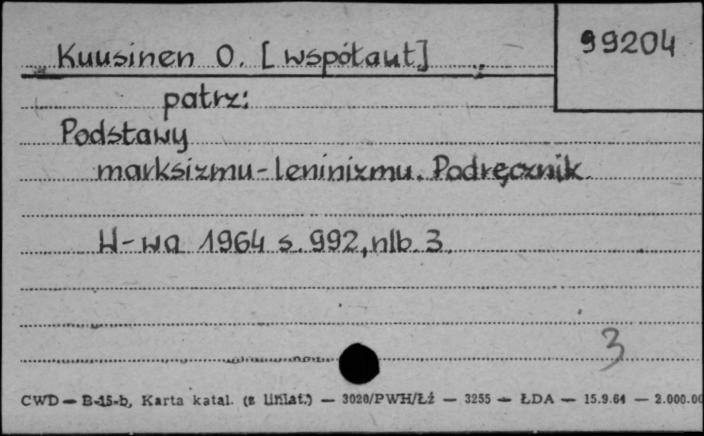 99204
Kuusinen O. [współaut]
patrz:
Podstawy
marksizmu-leninizmu. Podręcznik
W-wa 1964 s. 992, nlb. 3.
3
CWD — B-15-b, Karta katal. (z liniat.) — 3020/PWH/Łź — 3255 — ŁDA — 15.9.64 — 2.000.00